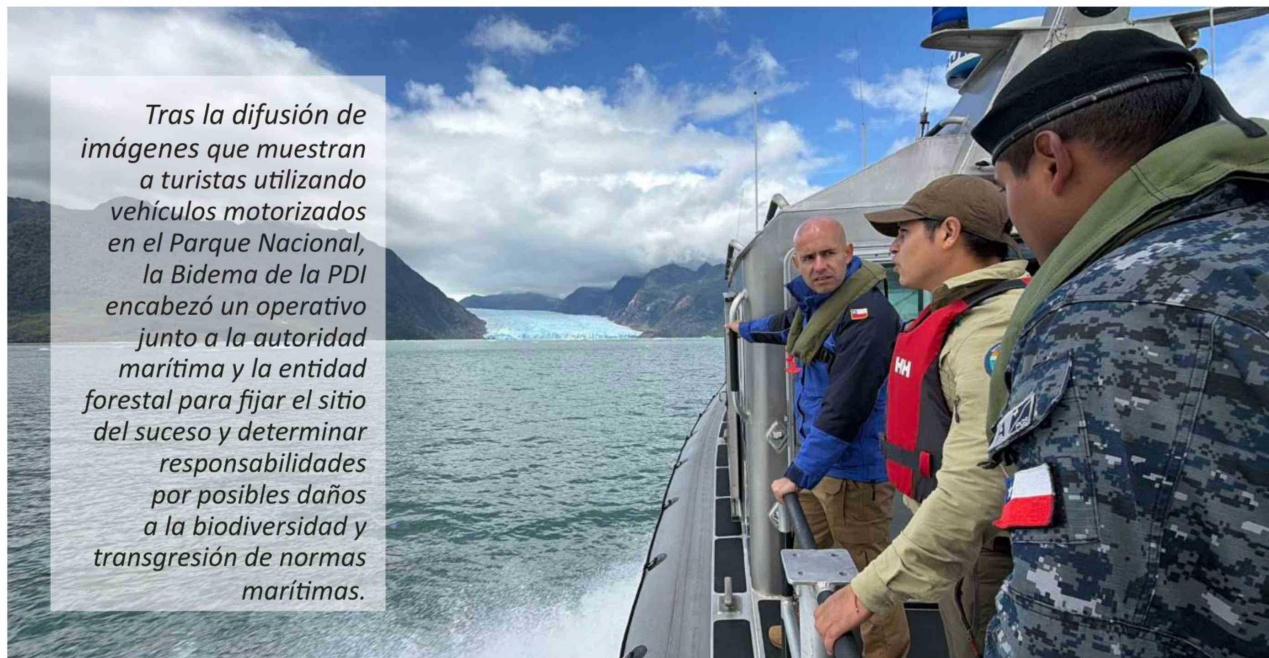 Tras la difusión de
imágenes que muestran
a turistas utilizando
vehículos motorizados
en el Parque Nacional,
la Bidema de la PDI
encabezó un operativo
junto a la autoridad
marítima y la entidad
forestal para fijar el sitio
del suceso y determinar
responsabilidades
por posibles daños
a la biodiversidad y
transgresión de normas
marítimas.
HH